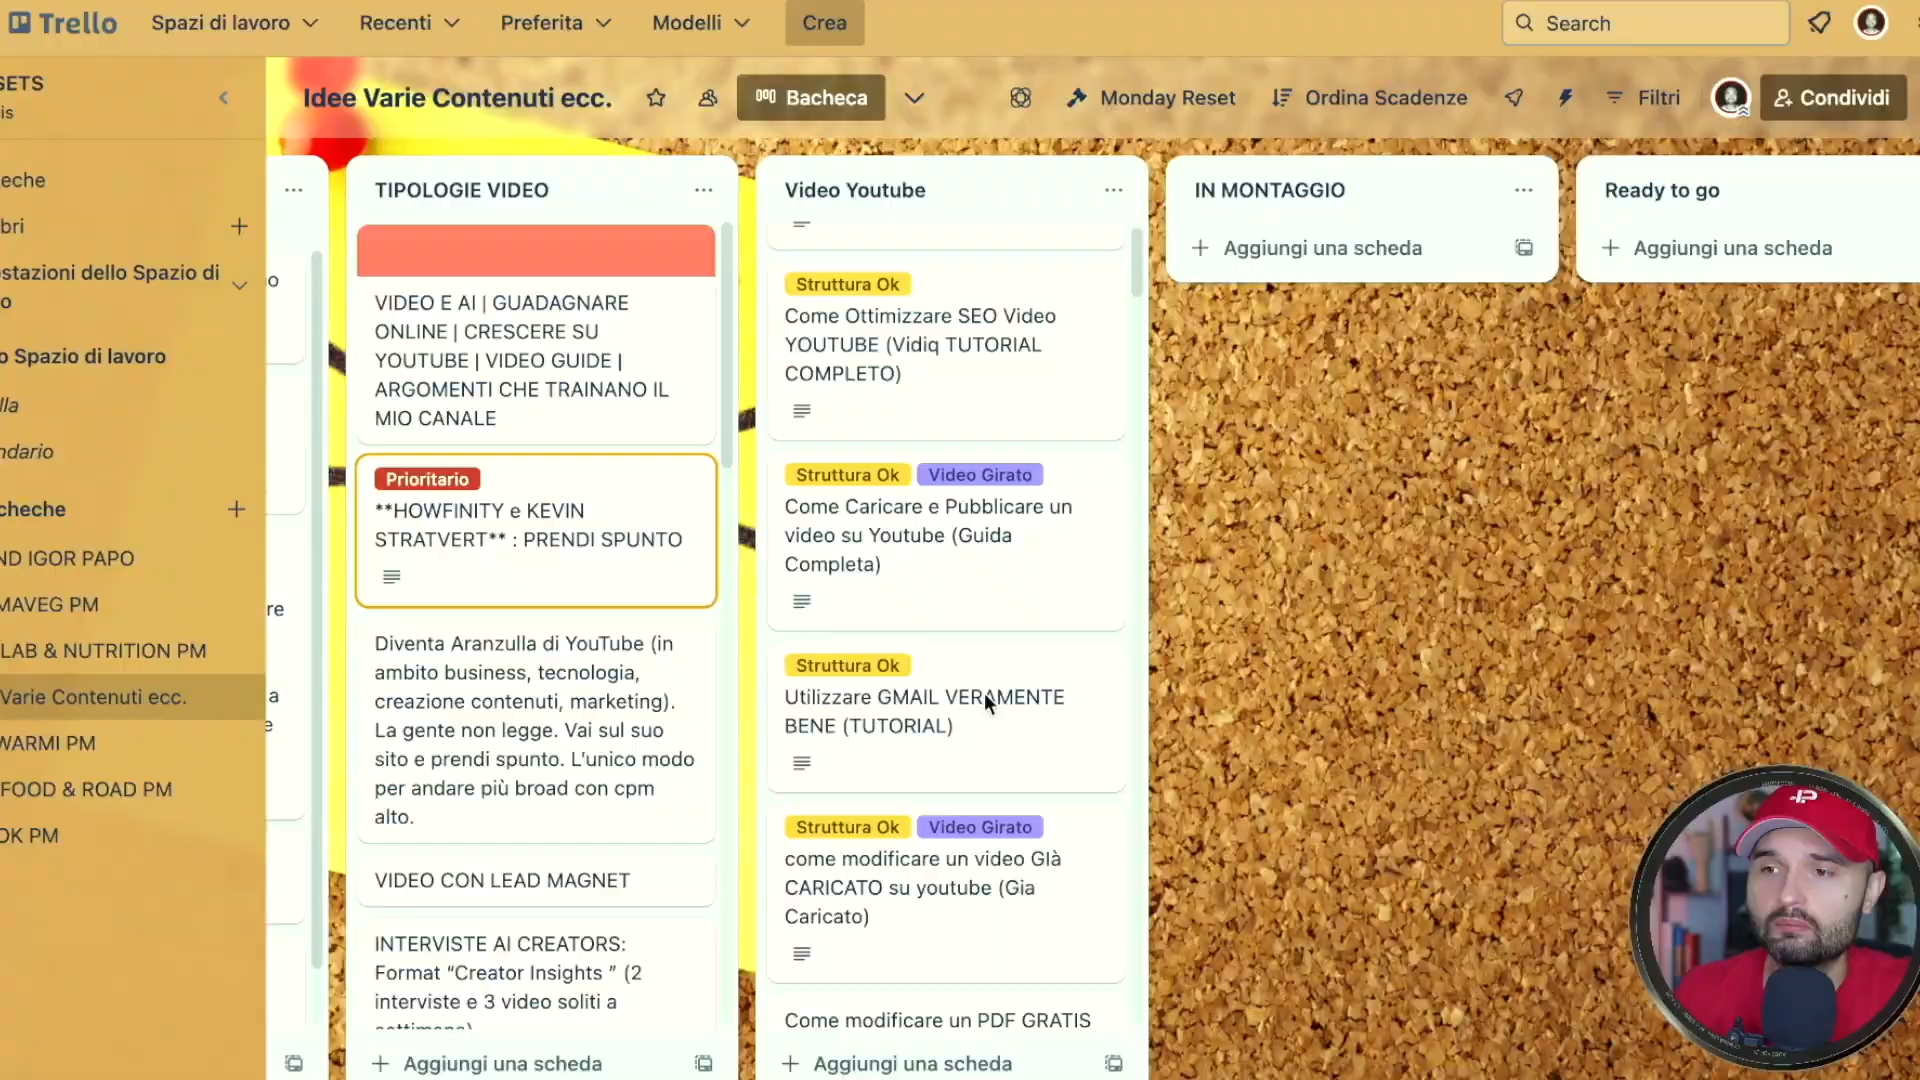 Trello
Spazi di lavoro
Recenti
Preferita
Modelli
Crea
Search
SETS
is
Idee Varie Contenuti ecc.
Bacheca
Monday Reset
Ordina Scadenze
Filtri
Condividi
eche
bri
stazioni dello Spazio di
o
o Spazio di lavoro
lla
ndario
cheche
ND IGOR PAPO
MAVEG PM
LAB & NUTRITION PM
Varie Contenuti ecc.
WARMI PM
FOOD & ROAD PM
OK PM
o
re
a
e
TIPOLOGIE VIDEO
VIDEO E AI | GUADAGNARE
ONLINE | CRESCERE SU
YOUTUBE | VIDEO GUIDE |
ARGOMENTI CHE TRAINANO IL
MIO CANALE
Prioritario
**HOWFINITY e KEVIN
STRATVERT** : PRENDI SPUNTO
Diventa Aranzulla di YouTube (in
ambito business, tecnologia,
creazione contenuti, marketing).
La gente non legge. Vai sul suo
sito e prendi spunto. L'unico modo
per andare più broad con cpm
alto.
VIDEO CON LEAD MAGNET
INTERVISTE AI CREATORS:
Format “Creator Insights ” (2
interviste e 3 video soliti a
settimana)
Aggiungi una scheda
Video Youtube
Struttura Ok
Come Ottimizzare SEO Video
YOUTUBE (Vidiq TUTORIAL
COMPLETO)
Struttura Ok Video Girato
Come Caricare e Pubblicare un
video su Youtube (Guida
Completa)
Struttura Ok
Utilizzare GMAIL VERAMENTE
BENE (TUTORIAL)
Struttura Ok Video Girato
come modificare un video GIà
CARICATO su youtube (Gia
Caricato)
Come modificare un PDF GRATIS
Aggiungi una scheda
IN MONTAGGIO
Aggiungi una scheda
Ready to go
Aggiungi una scheda